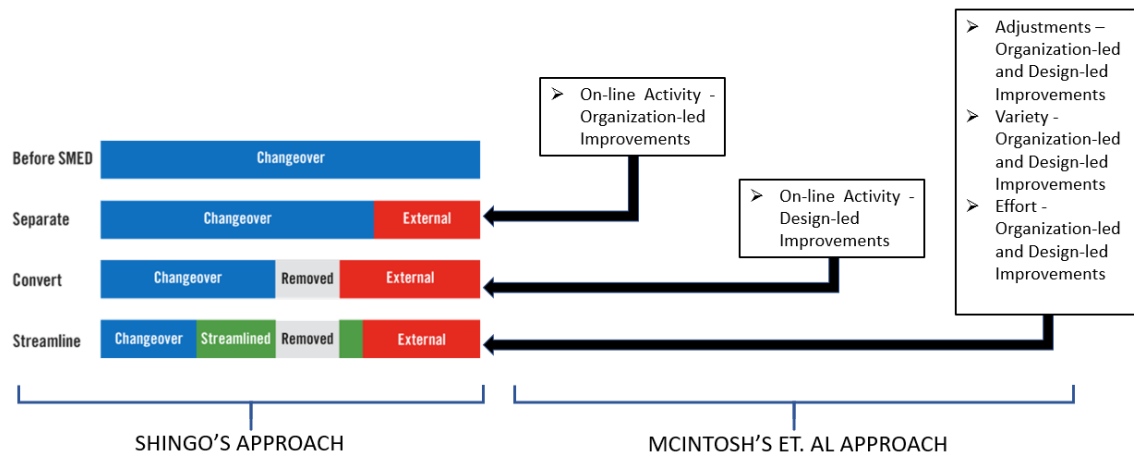 ➢ Adjustments –
Organization-led
and Design-led
Improvements
➢ Variety -
Organization-led
and Design-led
Improvements
➢ Effort -
Organization-led
and Design-led
Improvements
➢ On-line Activity -
Organization-led
Improvements
➢ On-line Activity -
Design-led
Improvements
Before SMED
Changeover
Separate
Changeover External
Convert
Changeover Removed External
Streamline
Changeover Streamlined Removed External
SHINGO'S APPROACH
MCINTOSH'S ET. AL APPROACH